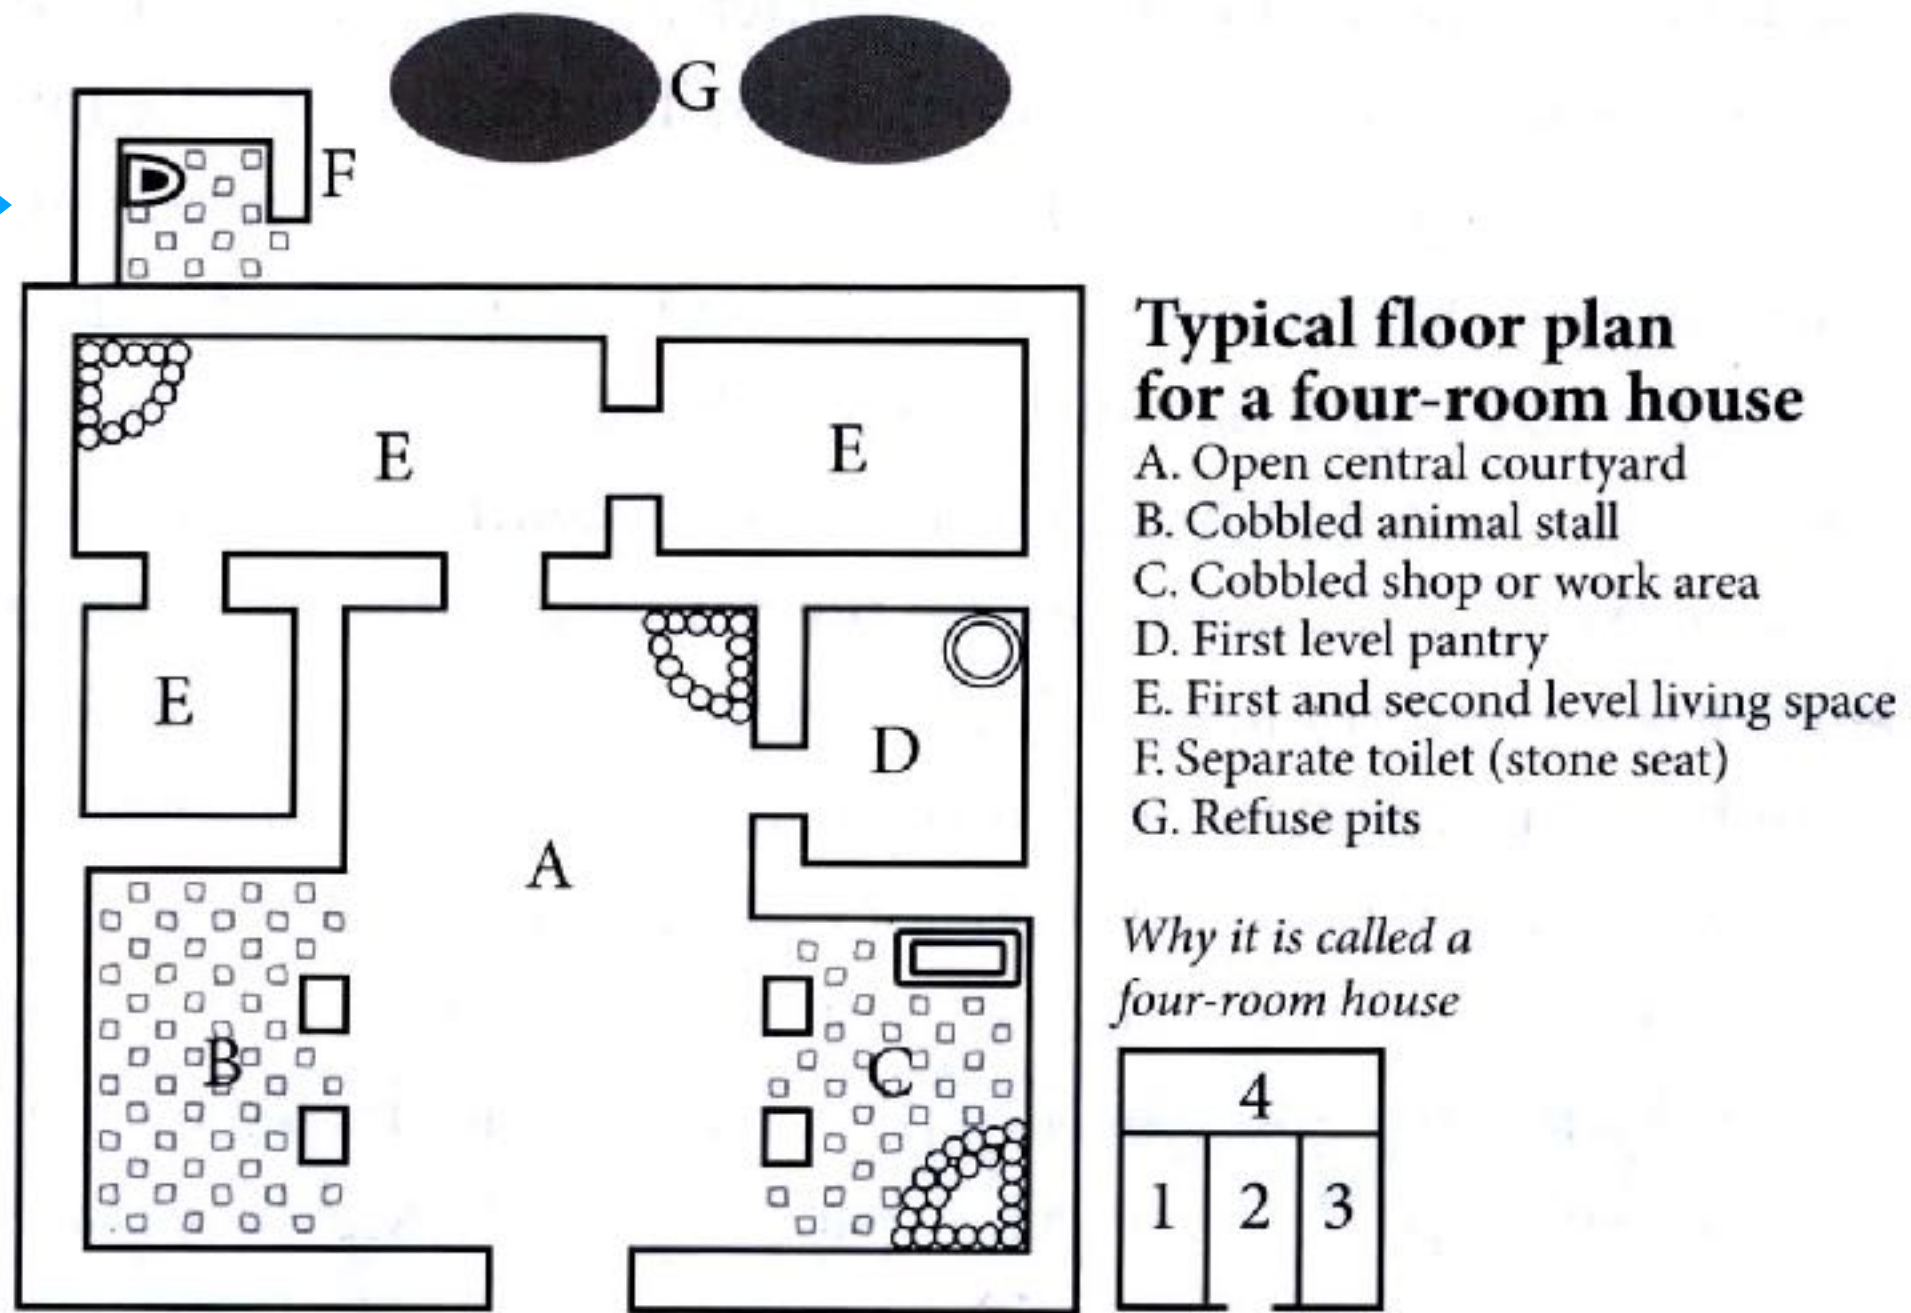 G
F
E
E
E
D
A
B
C
Typical floor plan
for a four-room house
A. Open central courtyard
B. Cobbled animal stall
C. Cobbled shop or work area
D. First level pantry
E. First and second level living space
F. Separate toilet (stone seat)
G. Refuse pits
Why it is called a
four-room house
4
1 2 3